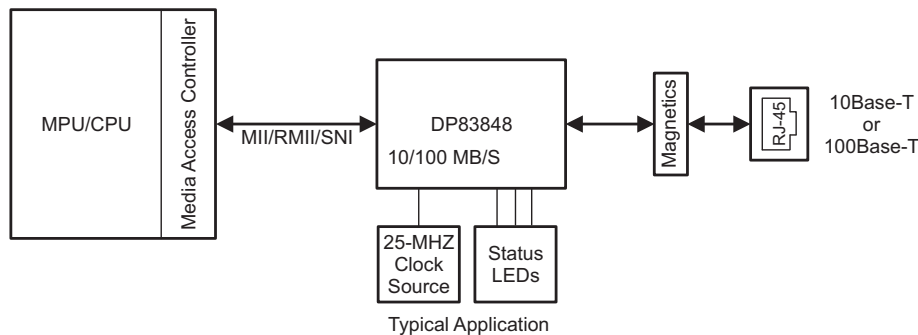 MPU/CPU
Media Access Controller
MII/RMII/SNI
DP83848
10/100 MB/S
Magnetics
RJ-45
10Base-T
or
100Base-T
25-MHZ
Clock
Source
Status
LEDs
Typical Application